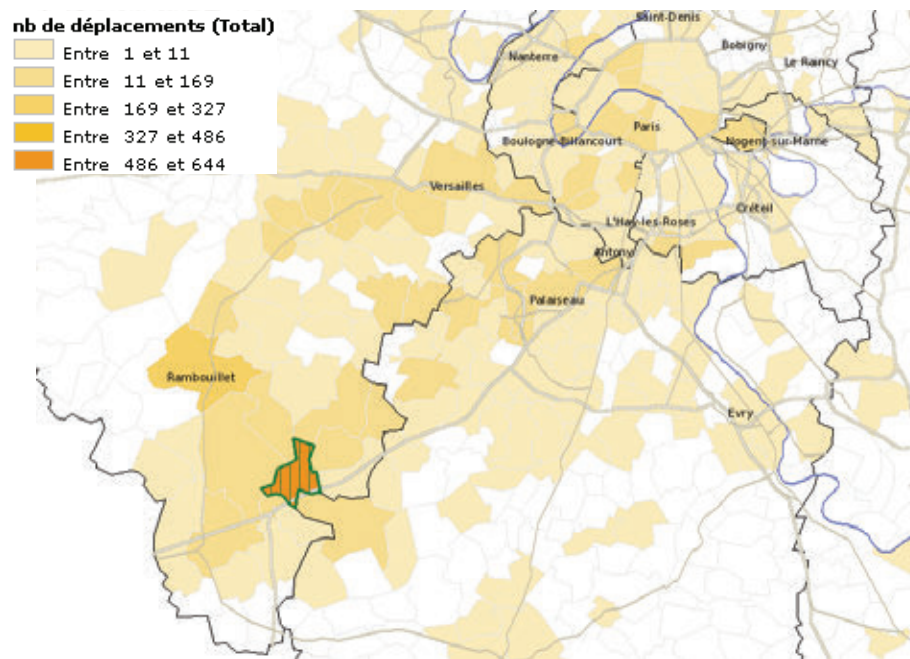 nb de déplacements (Total)
Entre 1 et 11
Entre 11 et 169
Entre 169 et 327
Entre 327 et 486
Entre 486 et 644
Saint-Denis
Bobigny
Nanterre
Le Raincy
Paris
Boulogne-Billancourt
Nogent-sur-Marne
Versailles
Créteil
L'Hay-les-Roses
Antony
Palaiseau
Rambouillet
Evry